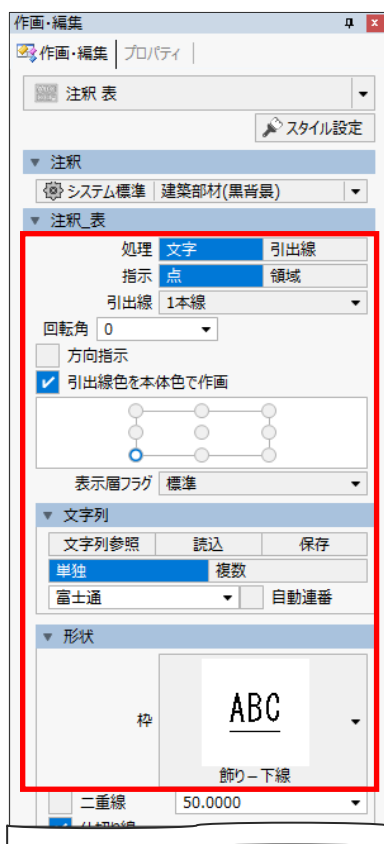 作画・編集
作画・編集 プロパティ
注釈 表
スタイル設定
注釈
システム標準 建築部材(黒背景)
注釈_表
処理 文字 引出線
指示 点 領域
引出線 1本線
回転角 0
方向指示
引出線色を本体色で作画
表示層フラグ 標準
文字列
文字列参照 読込 保存
単独 複数
富士通 自動連番
形状
枠 ABC
飾り－下線
二重線 50.0000